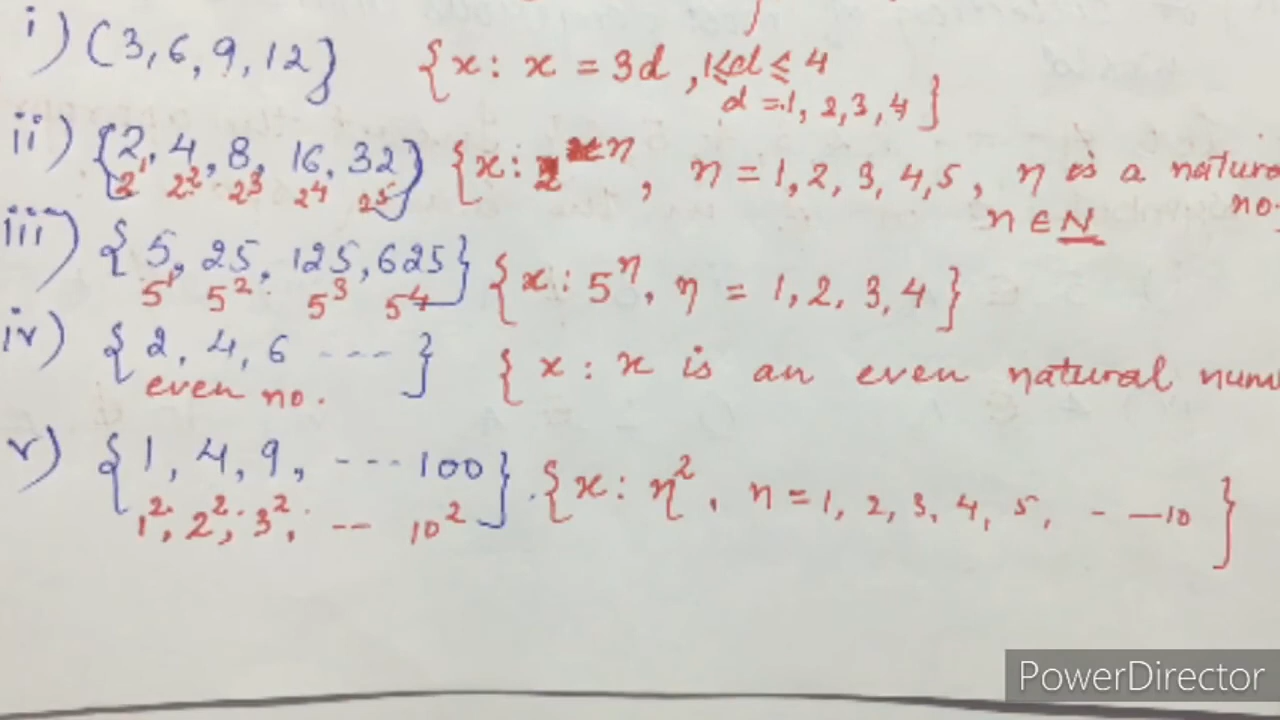 i) (3, 6, 9, 12} {x : x = 3d , 1 ≤ d ≤ 4
d = 1, 2, 3, 4 }
ii) {2, 4, 8, 16, 32} {x : 2ⁿ , n = 1, 2, 3, 4, 5, n is a natura
2¹ 2² 2³ 2⁴ 2⁵ n ∈ N no.
iii) {5, 25, 125, 625} {x : 5ⁿ, n = 1, 2, 3, 4 }
5¹ 5² 5³ 5⁴
iv) {2, 4, 6 ---- } { x : x is an even natural num
even no.
v) {1, 4, 9, --- 100} . {x : n² , n = 1, 2, 3, 4, 5, - — 10 }
1², 2², 3², -- 10²
PowerDirector